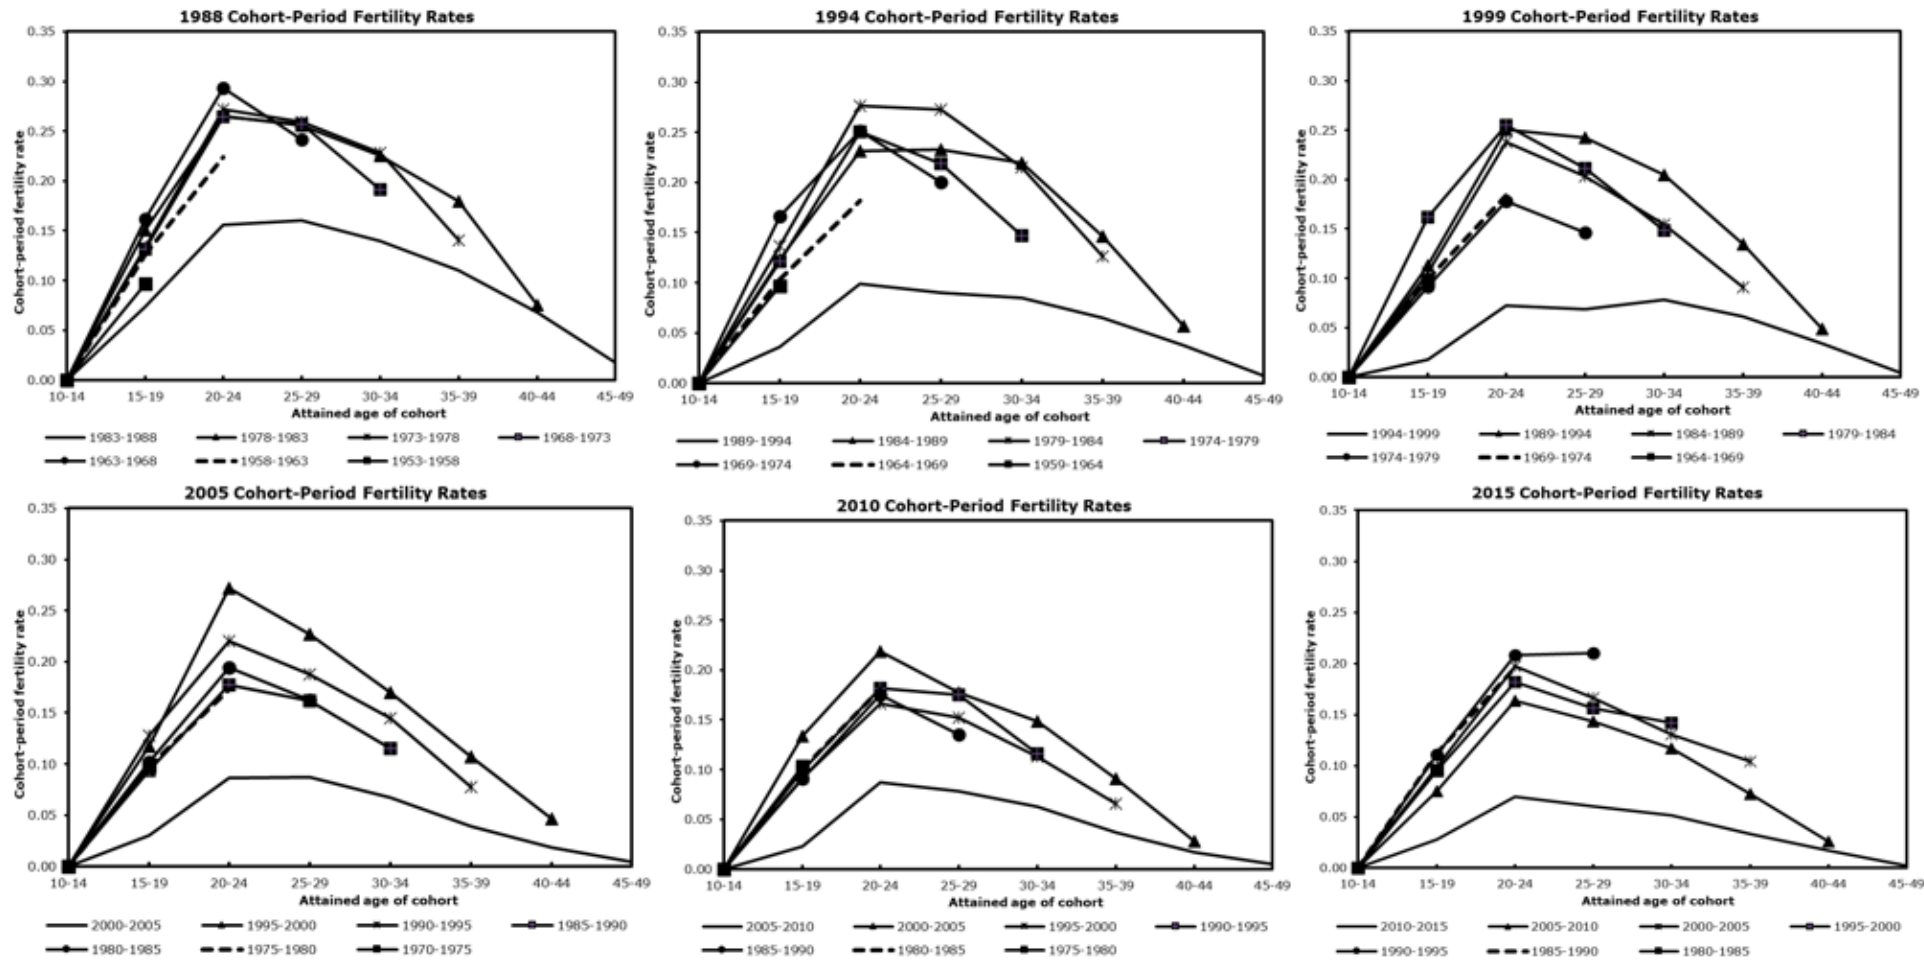 1988 Cohort-Period Fertility Rates
0.35
0.30
0.25
0.20
0.15
0.10
0.05
0.00
Cohort-period fertility rate
10-14 15-19 20-24 25-29 30-34 35-39 40-44 45-49
Attained age of cohort
1983-1988 1978-1983 1973-1978 1968-1973
1963-1968 1958-1963 1953-1958
1994 Cohort-Period Fertility Rates
0.35
0.30
0.25
0.20
0.15
0.10
0.05
0.00
Cohort-period fertility rate
10-14 15-19 20-24 25-29 30-34 35-39 40-44 45-49
Attained age of cohort
1989-1994 1984-1989 1979-1984 1974-1979
1969-1974 1964-1969 1959-1964
1999 Cohort-Period Fertility Rates
0.35
0.30
0.25
0.20
0.15
0.10
0.05
0.00
Cohort-period fertility rate
10-14 15-19 20-24 25-29 30-34 35-39 40-44 45-49
Attained age of cohort
1994-1999 1989-1994 1984-1989 1979-1984
1974-1979 1969-1974 1964-1969
2005 Cohort-Period Fertility Rates
0.35
0.30
0.25
0.20
0.15
0.10
0.05
0.00
Cohort-period fertility rate
10-14 15-19 20-24 25-29 30-34 35-39 40-44 45-49
Attained age of cohort
2000-2005 1995-2000 1990-1995 1985-1990
1980-1985 1975-1980 1970-1975
2010 Cohort-Period Fertility Rates
0.35
0.30
0.25
0.20
0.15
0.10
0.05
0.00
Cohort-period fertility rate
10-14 15-19 20-24 25-29 30-34 35-39 40-44 45-49
Attained age of cohort
2005-2010 2000-2005 1995-2000 1990-1995
1985-1990 1980-1985 1975-1980
2015 Cohort-Period Fertility Rates
0.35
0.30
0.25
0.20
0.15
0.10
0.05
0.00
Cohort-period fertility rate
10-14 15-19 20-24 25-29 30-34 35-39 40-44 45-49
Attained age of cohort
2010-2015 2005-2010 2000-2005 1995-2000
1990-1995 1985-1990 1980-1985